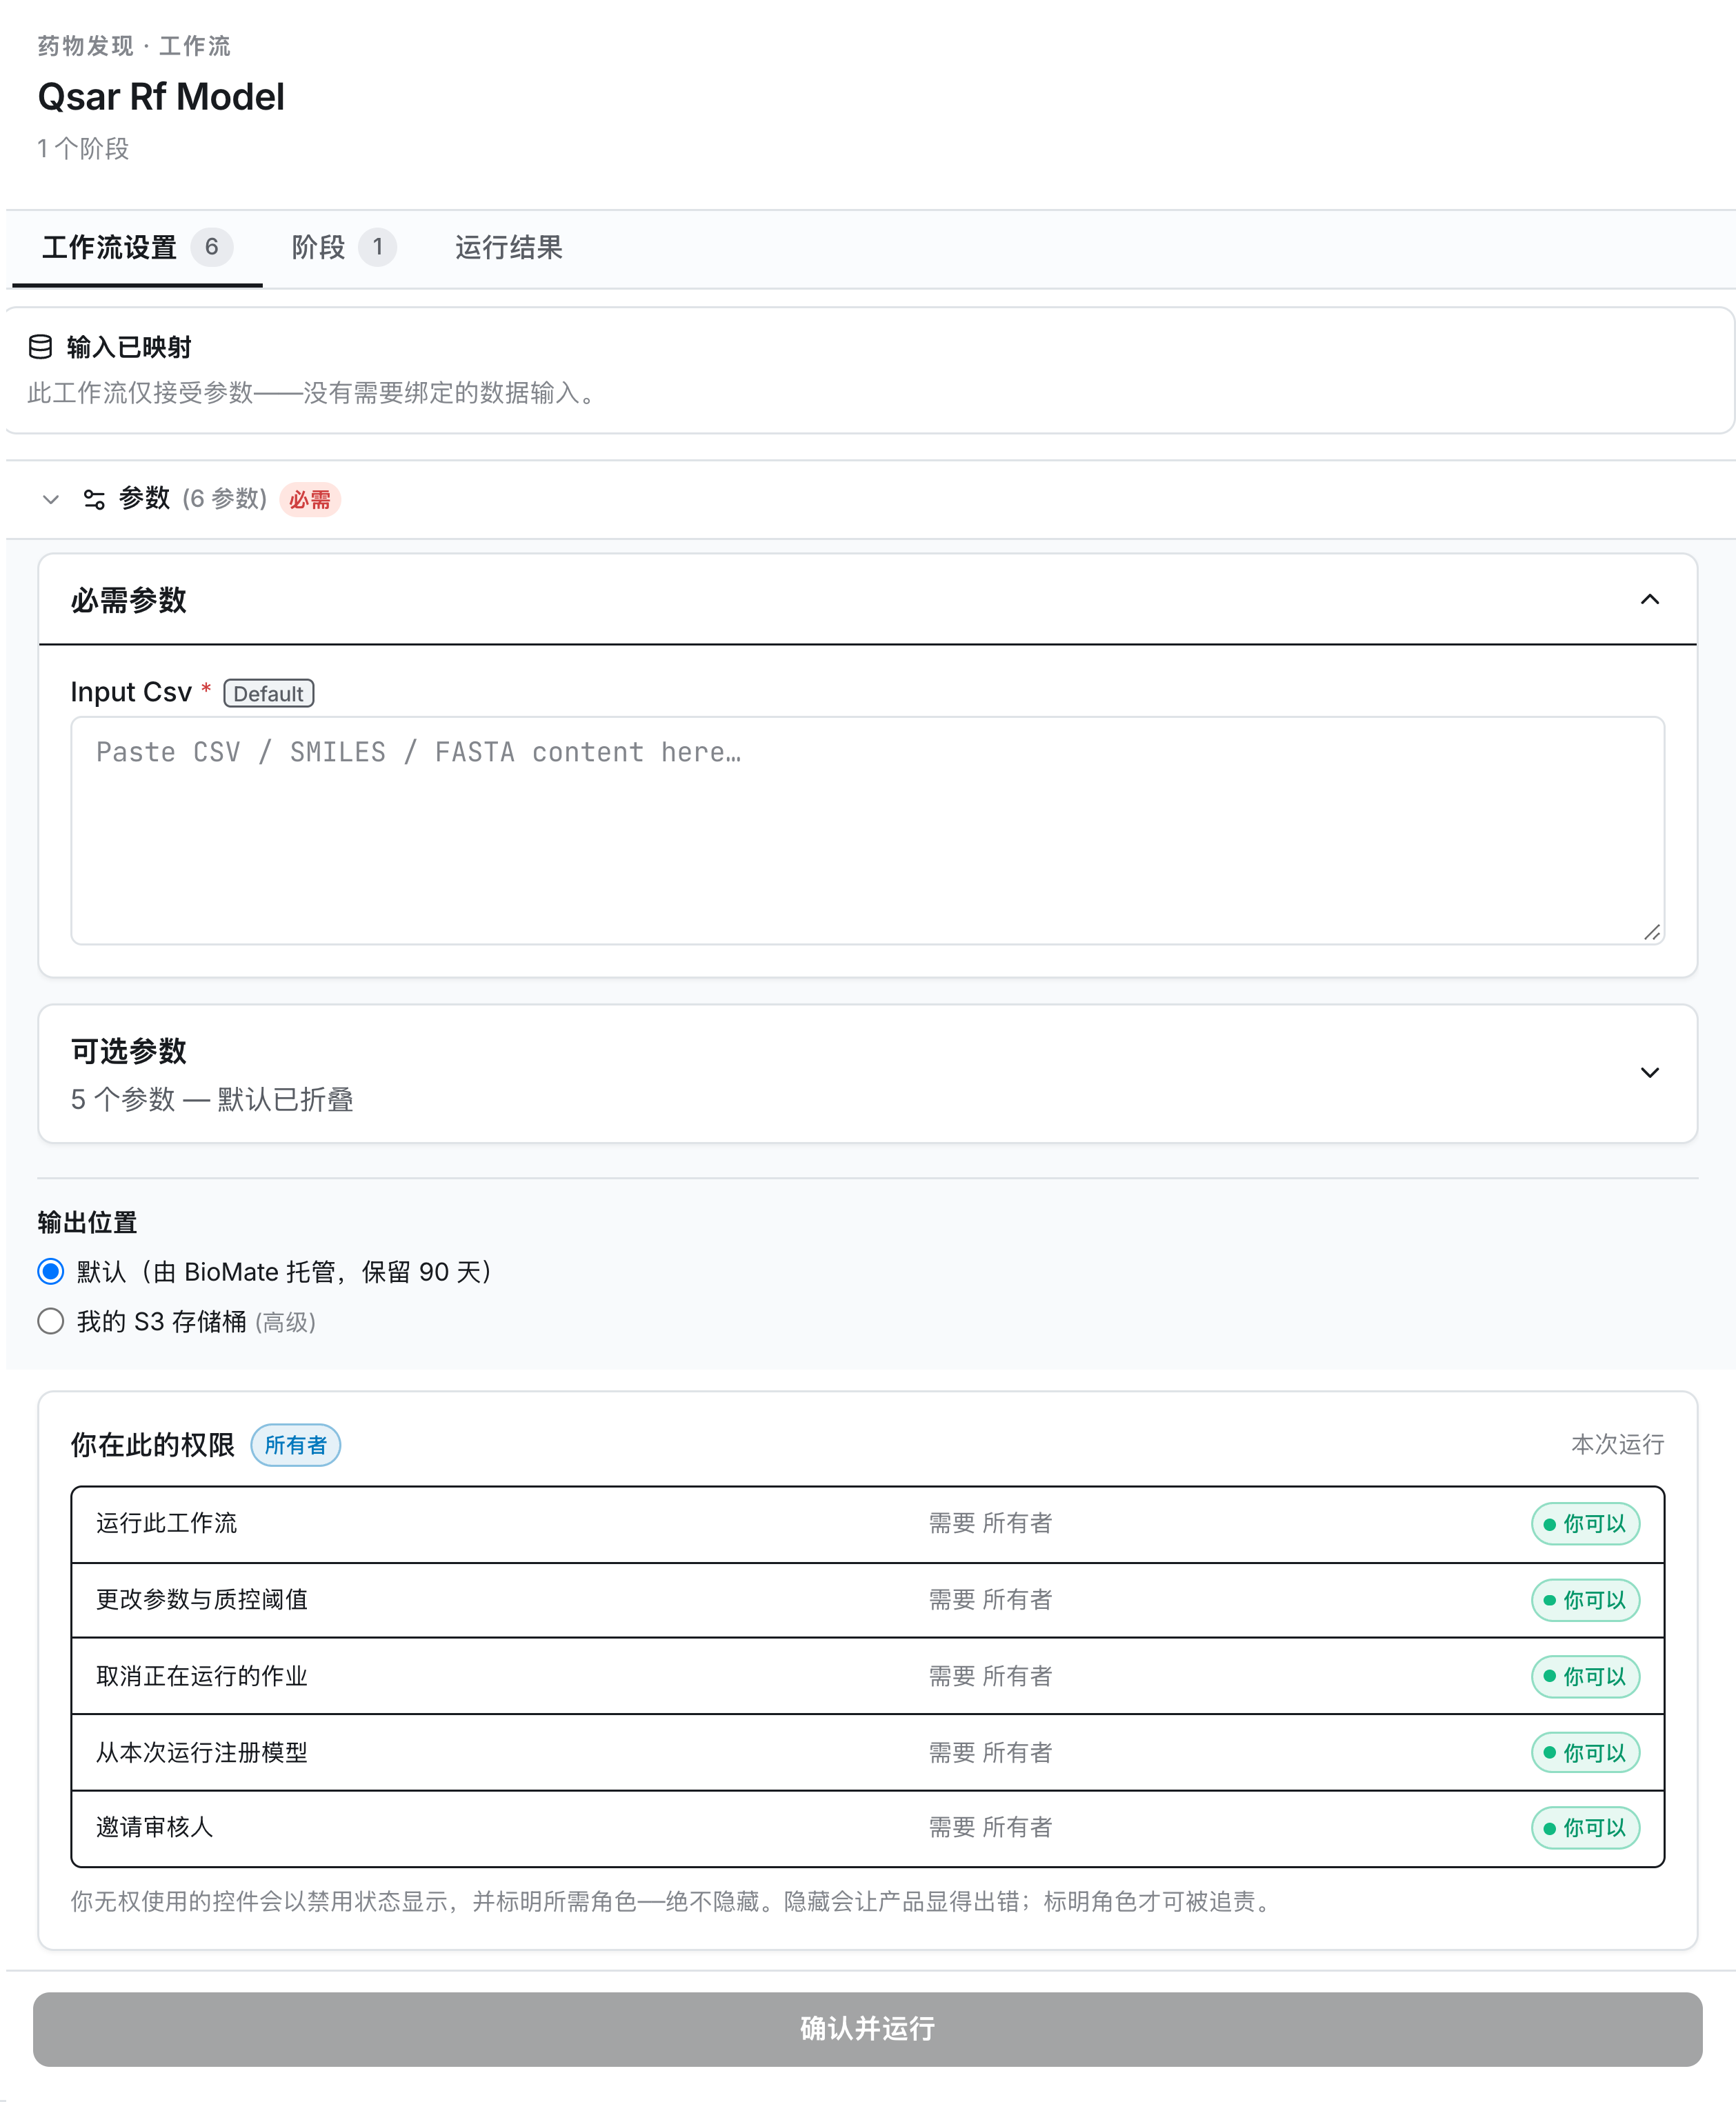 药物发现 · 工作流
Qsar Rf Model
1 个阶段
工作流设置 6 阶段 1 运行结果
输入已映射
此工作流仅接受参数——没有需要绑定的数据输入。
参数 (6 参数) 必需
必需参数
Input Csv * Default
Paste CSV / SMILES / FASTA content here…
可选参数
5 个参数 — 默认已折叠
输出位置
默认（由 BioMate 托管，保留 90 天）
我的 S3 存储桶 (高级)
你在此的权限 所有者 本次运行
运行此工作流 需要 所有者 你可以
更改参数与质控阈值 需要 所有者 你可以
取消正在运行的作业 需要 所有者 你可以
从本次运行注册模型 需要 所有者 你可以
邀请审核人 需要 所有者 你可以
你无权使用的控件会以禁用状态显示，并标明所需角色—绝不隐藏。隐藏会让产品显得出错；标明角色才可被追责。
确认并运行